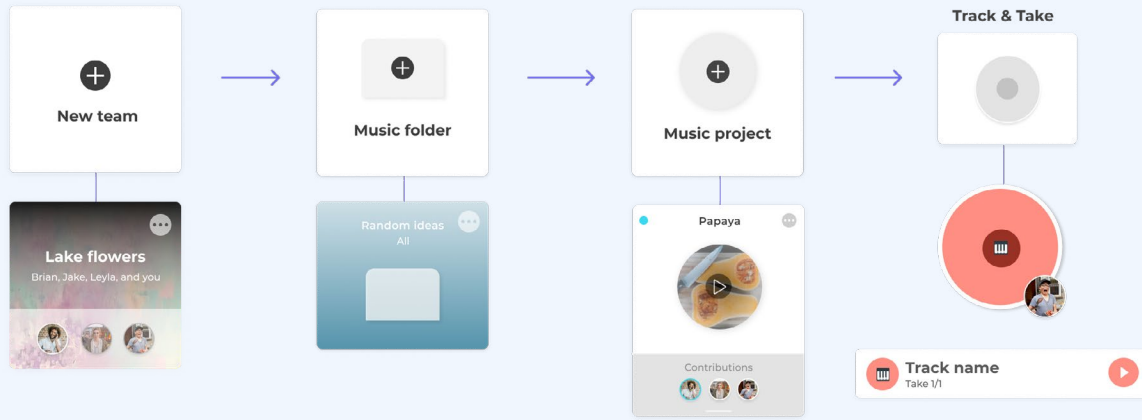 New team
Music folder
Music project
Track & Take
Lake flowers
Brian, Jake, Leyla, and you
Random ideas
All
Papaya
Contributions
Track name
Take 1/1